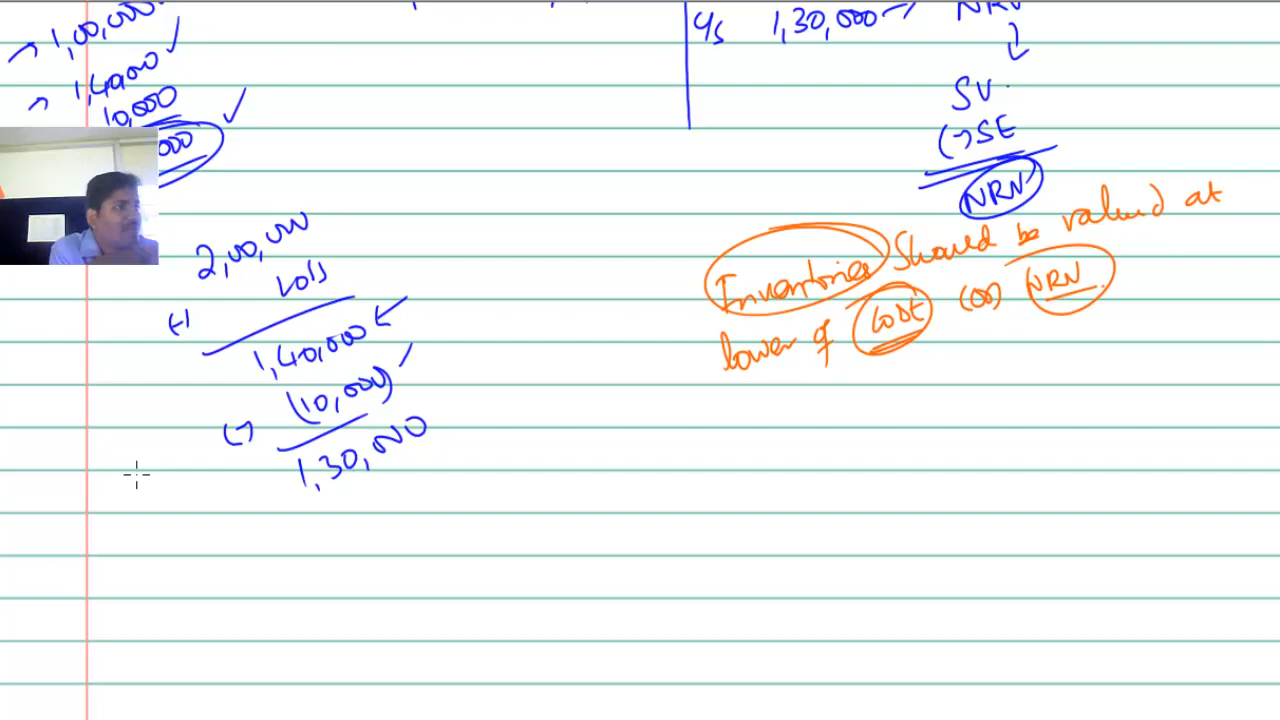 → 1,00,000
→ 1,40,000 ✓
10,000
000 ✓
C/S 1,30,000 → NRV
SV
(-) SE
NRV
2,00,000
(-) Loss
1,40,000
(-) (10,000)
1,30,000
Inventories should be valued at
lower of COST (or) NRV.